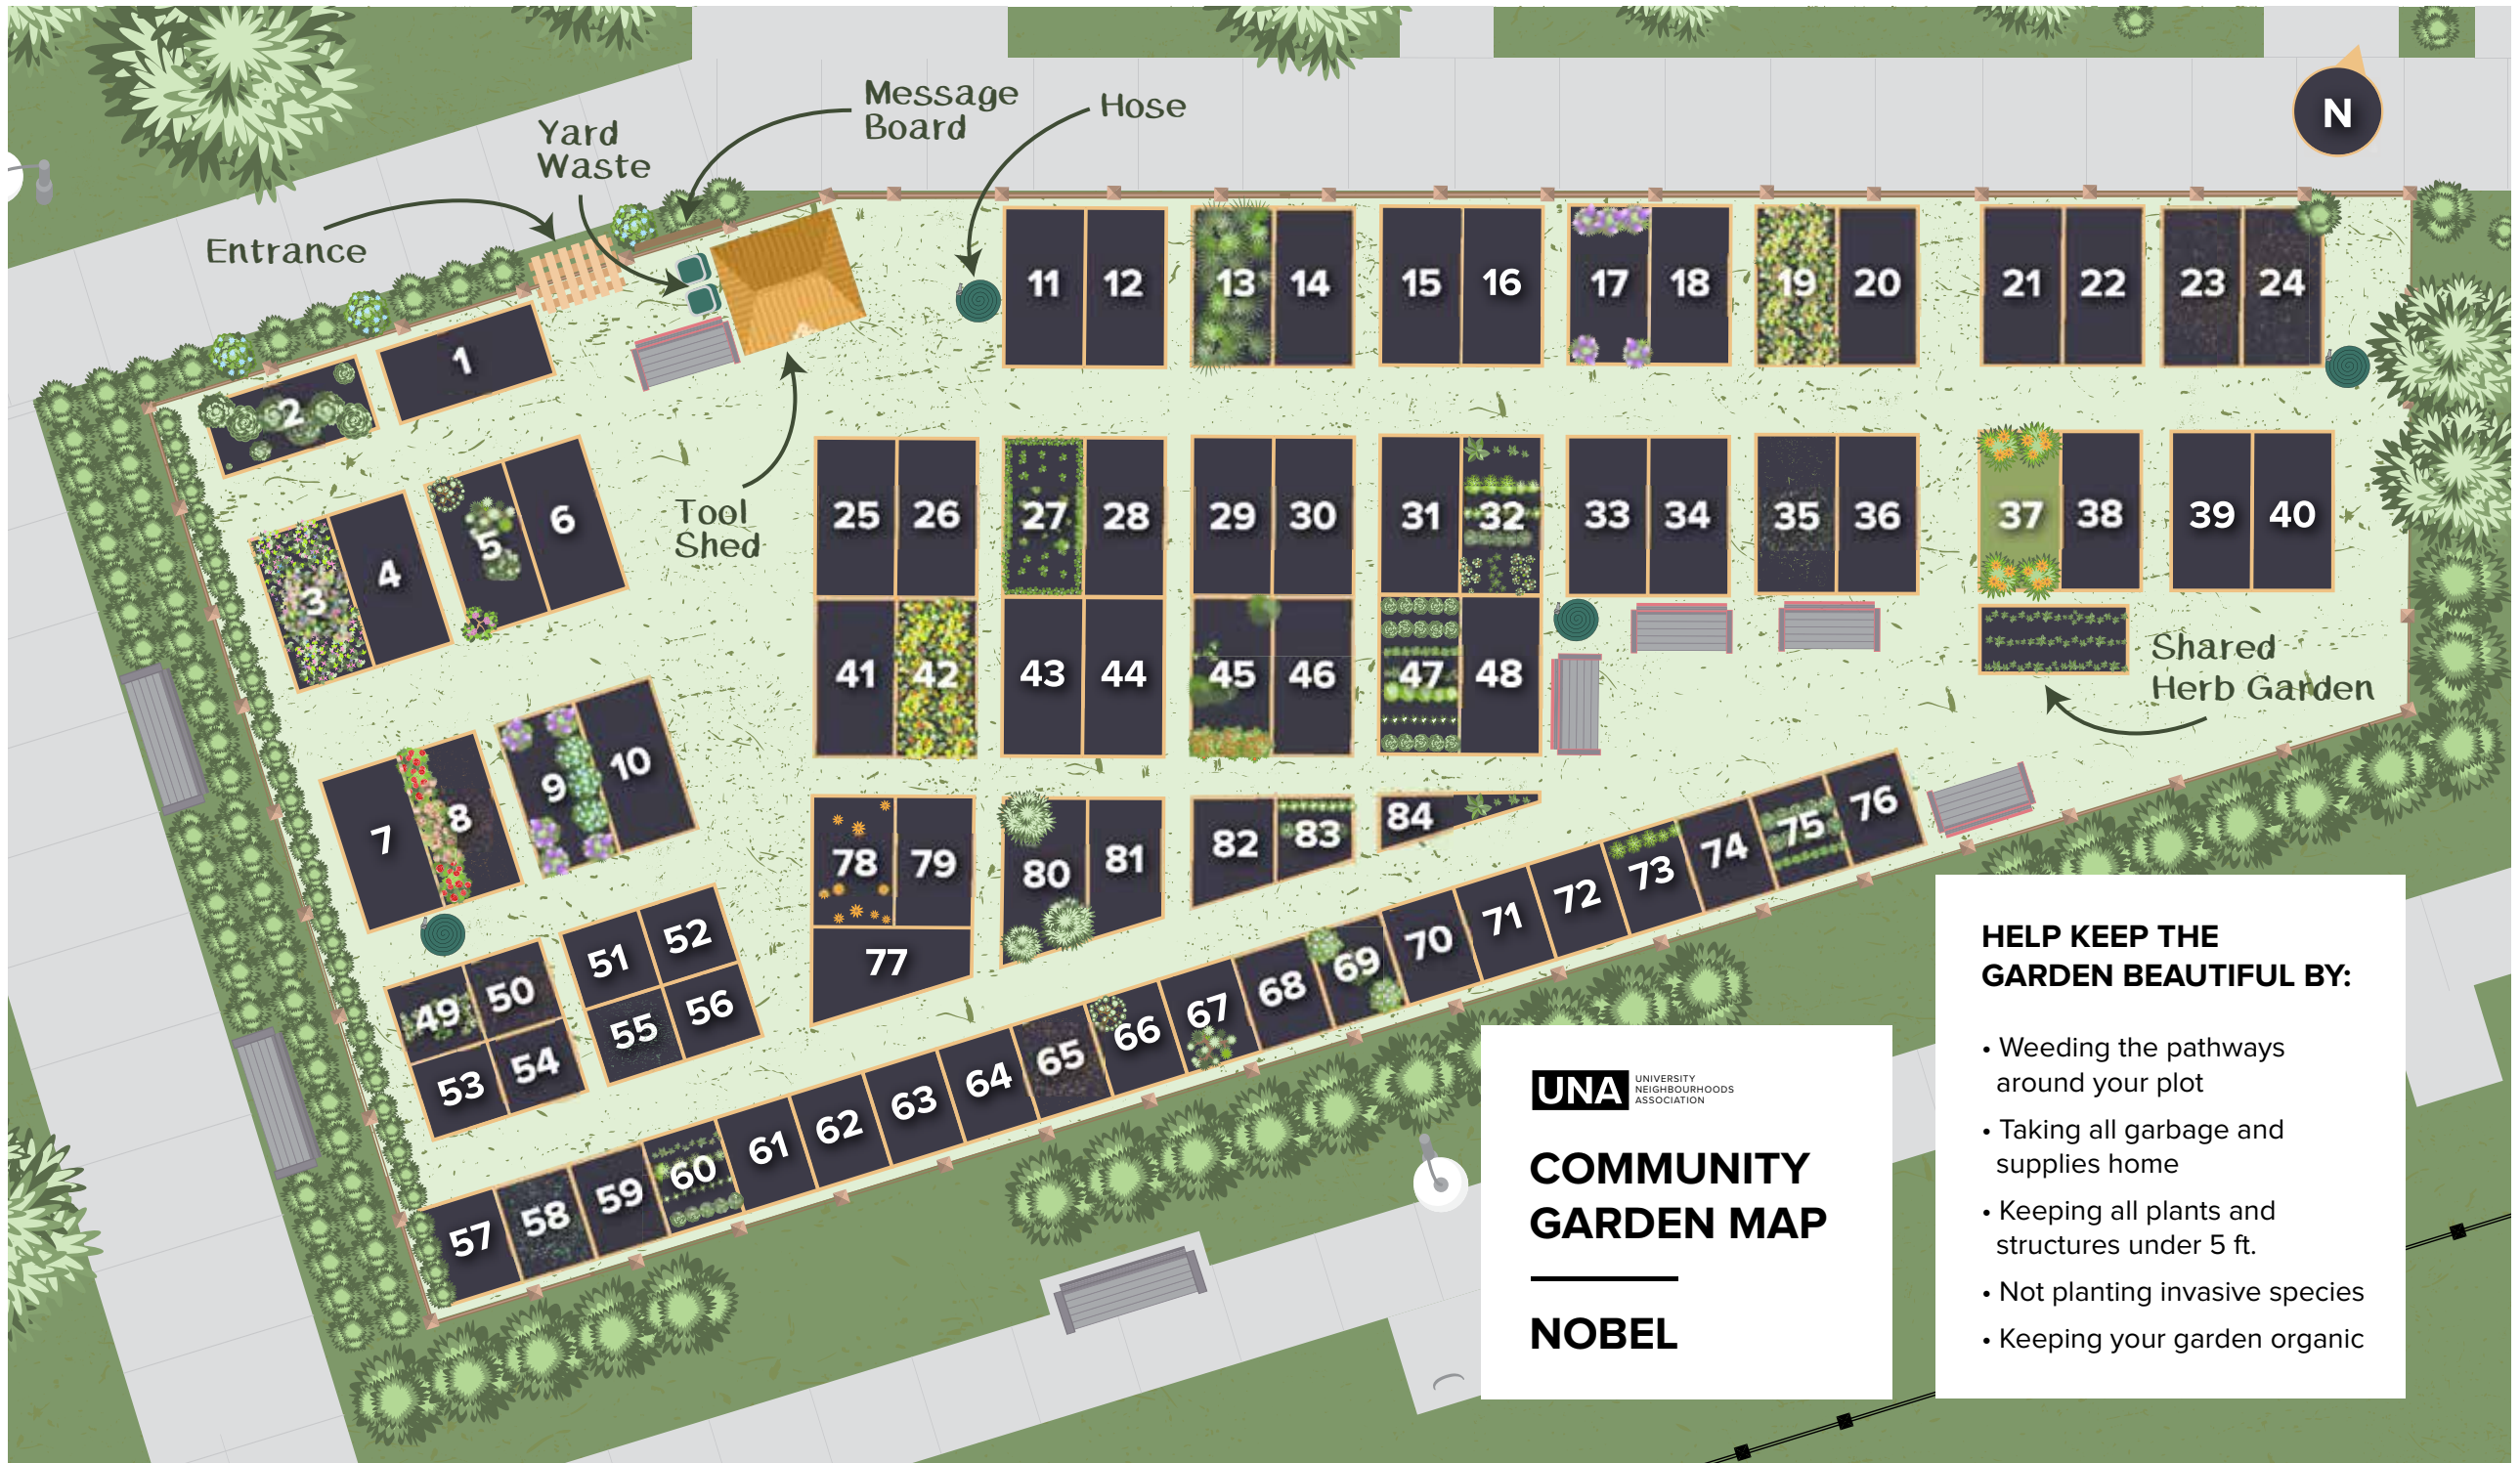 Message
Board
Hose
Yard
Waste
Entrance
N
11 12 13 14 15 16 17 18 19 20 21 22 23 24
1
2
Tool
Shed
25 26 27 28 29 30 31 32 33 34 35 36 37 38 39 40
3 4 5 6
41 42 43 44 45 46 47 48
Shared
Herb Garden
7 8 9 10
78 79 80 81 82 83 84
77
49 50 51 52
53 54 55 56
57 58 59 60 61 62 63 64 65 66 67 68 69 70 71 72 73 74 75 76
UNA UNIVERSITY
NEIGHBOURHOODS
ASSOCIATION
COMMUNITY
GARDEN MAP
NOBEL
HELP KEEP THE
GARDEN BEAUTIFUL BY:
• Weeding the pathways
around your plot
• Taking all garbage and
supplies home
• Keeping all plants and
structures under 5 ft.
• Not planting invasive species
• Keeping your garden organic